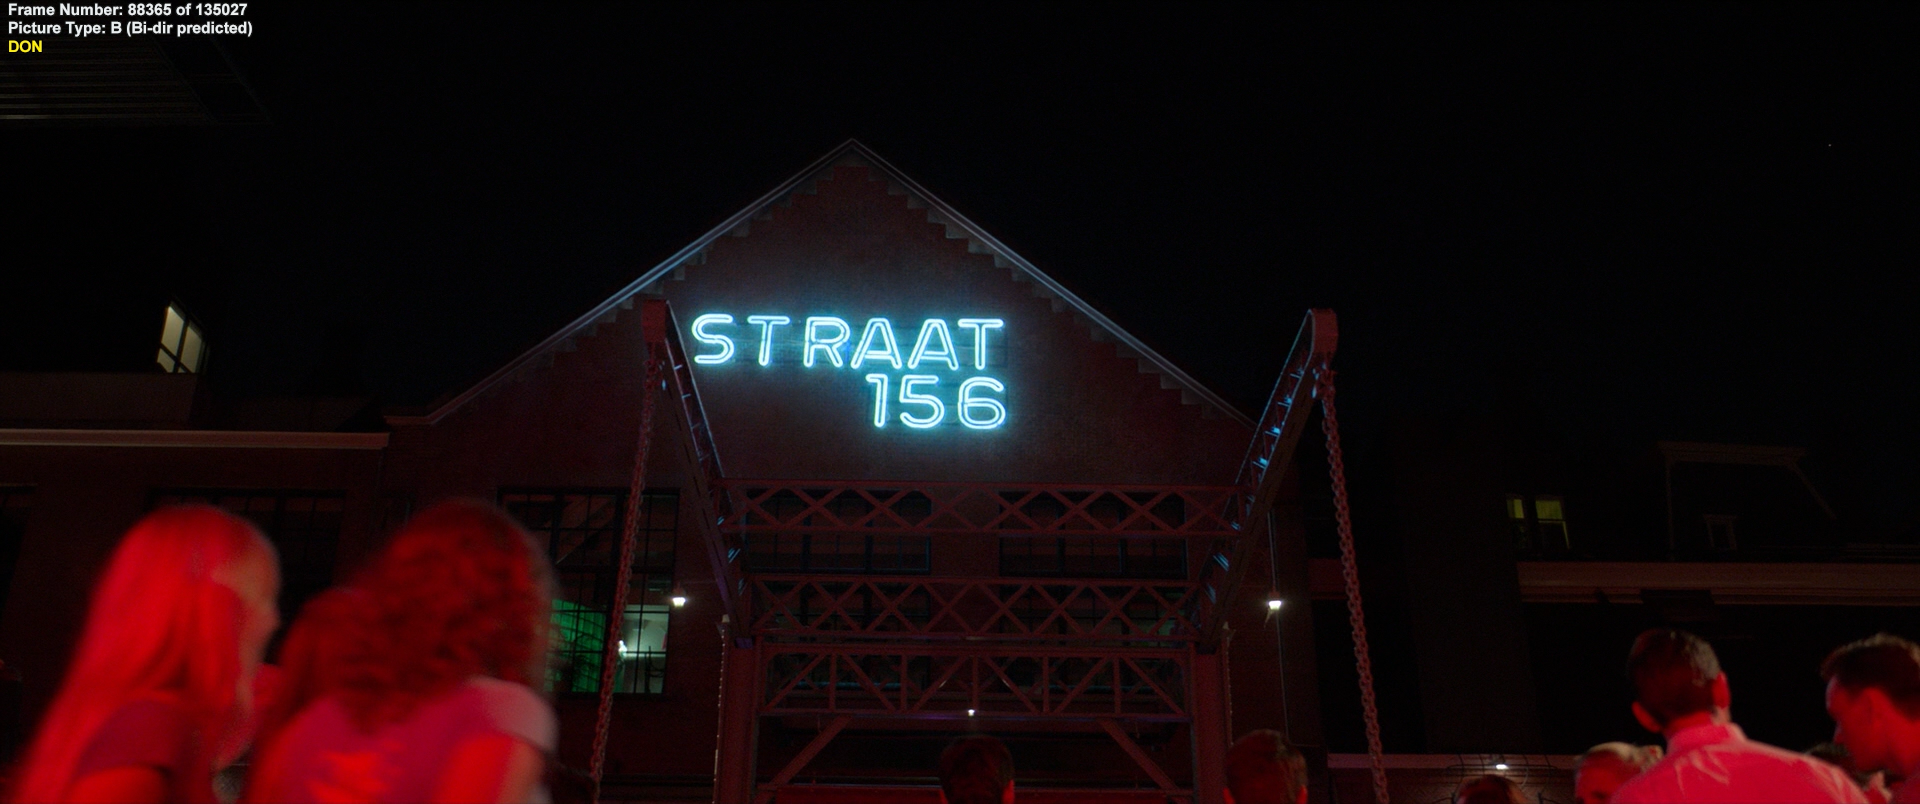 Frame Number: 88365 of 135027
Picture Type: B (Bi-dir predicted)
DON
STRAAT
156